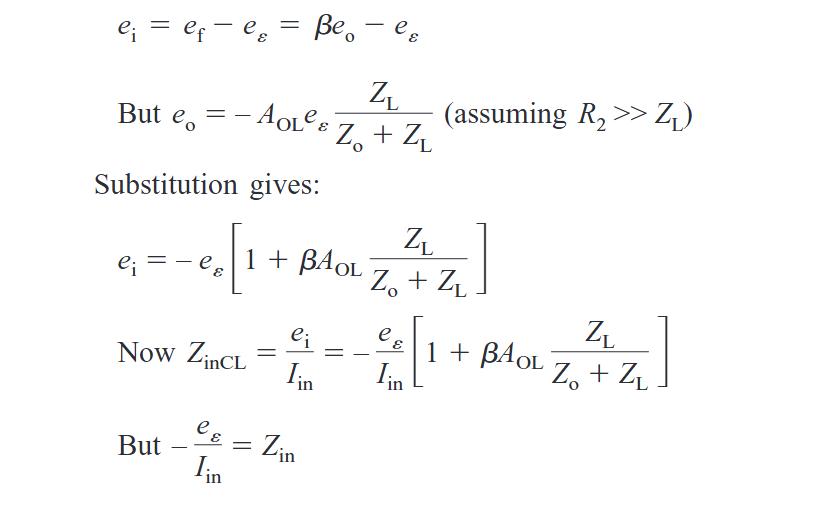 e_i = e_f − e_ε = βe_o − e_ε
But e_o = − A_OL e_ε Z_L / (Z_o + Z_L) (assuming R_2 >> Z_L)
Substitution gives:
e_i = − e_ε [1 + βA_OL Z_L / (Z_o + Z_L)]
Now Z_inCL = e_i / I_in = − e_ε / I_in [1 + βA_OL Z_L / (Z_o + Z_L)]
But − e_ε / I_in = Z_in